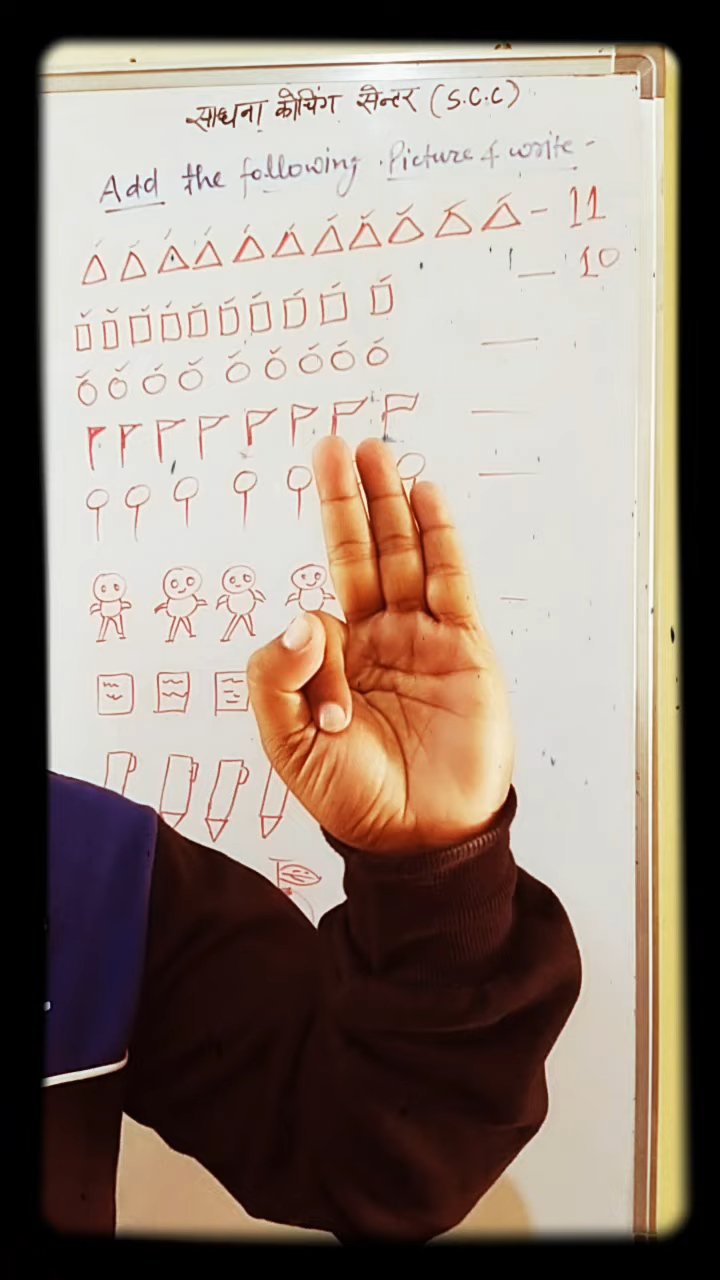 साधना कोचिंग सेन्टर (S.C.C)
Add the following Picture & write -
- 11
10